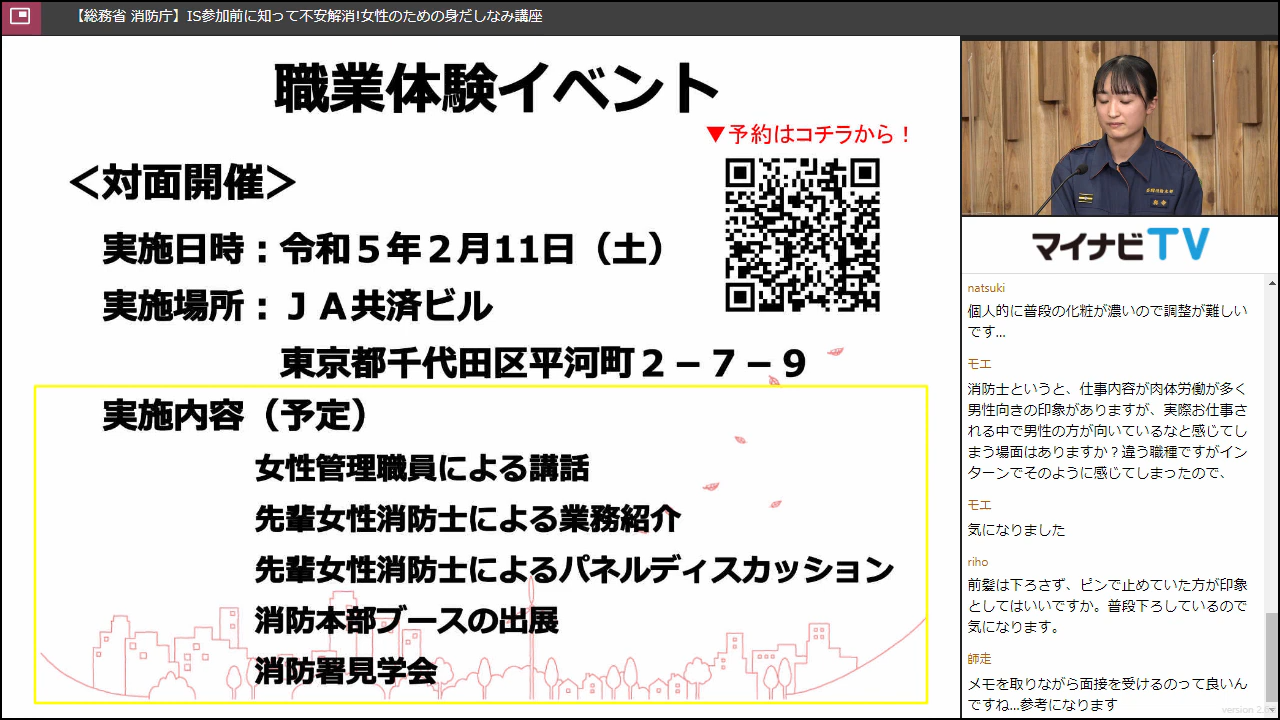 【総務省 消防庁】IS参加前に知って不安解消!女性のための身だしなみ講座
職業体験イベント
▼予約はコチラから！
＜対面開催＞
実施日時：令和５年２月11日（土）
実施場所：ＪＡ共済ビル
東京都千代田区平河町２－７－９
実施内容（予定）
女性管理職員による講話
先輩女性消防士による業務紹介
先輩女性消防士によるパネルディスカッション
消防本部ブースの出展
消防署見学会
マイナビTV
natsuki
個人的に普段の化粧が濃いので調整が難しい
です...
モエ
消防士というと、仕事内容が肉体労働が多く
男性向きの印象がありますが、実際お仕事さ
れる中で男性の方が向いているなと感じてし
まう場面はありますか？違う職種ですがイン
ターンでそのように感じてしまったので、
モエ
気になりました
riho
前髪は下ろさず、ピンで止めていた方が印象
としてはいいですか。普段下ろしているので
気になります。
師走
メモを取りながら面接を受けるのって良いん
ですね...参考になります